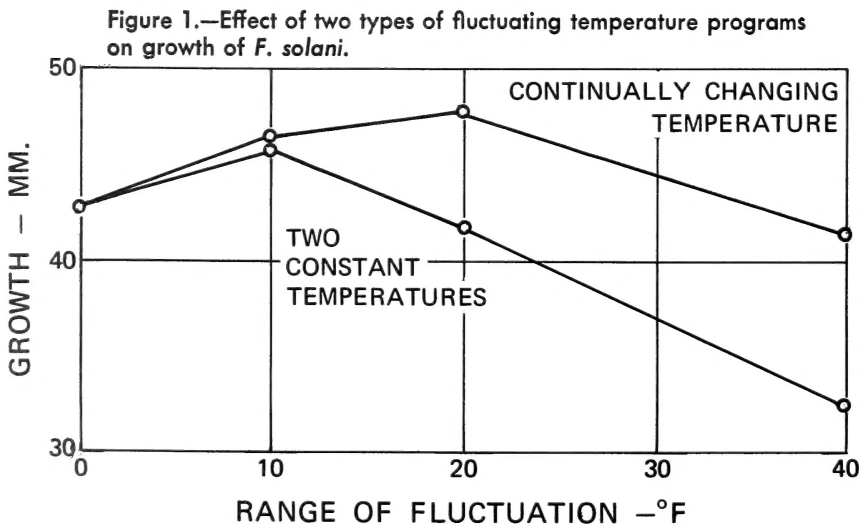 Figure 1.—Effect of two types of fluctuating temperature programs
on growth of F. solani.
50
CONTINUALLY CHANGING
TEMPERATURE
GROWTH – MM.
TWO
CONSTANT
TEMPERATURES
40
30
0
10
20
30
40
RANGE OF FLUCTUATION –°F